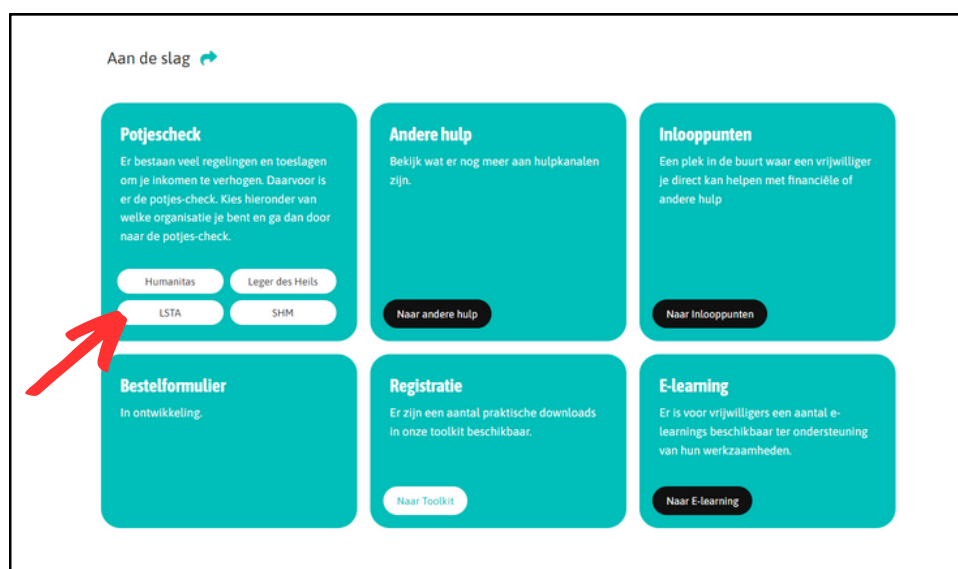 Aan de slag
Potjescheck
Er bestaan veel regelingen en toeslagen
om je inkomen te verhogen. Daarvoor is
er de potjes-check. Kies hieronder van
welke organisatie je bent en ga dan door
naar de potjes-check.
Humanitas
Leger des Heils
LSTA
SHM
Andere hulp
Bekijk wat er nog meer aan hulpkanalen
zijn.
Naar andere hulp
Inlooppunten
Een plek in de buurt waar een vrijwilliger
je direct kan helpen met financiële of
andere hulp
Naar Inlooppunten
Bestelformulier
In ontwikkeling.
Registratie
Er zijn een aantal praktische downloads
in onze toolkit beschikbaar.
Naar Toolkit
E-learning
Er is voor vrijwilligers een aantal e-
learnings beschikbaar ter ondersteuning
van hun werkzaamheden.
Naar E-learning